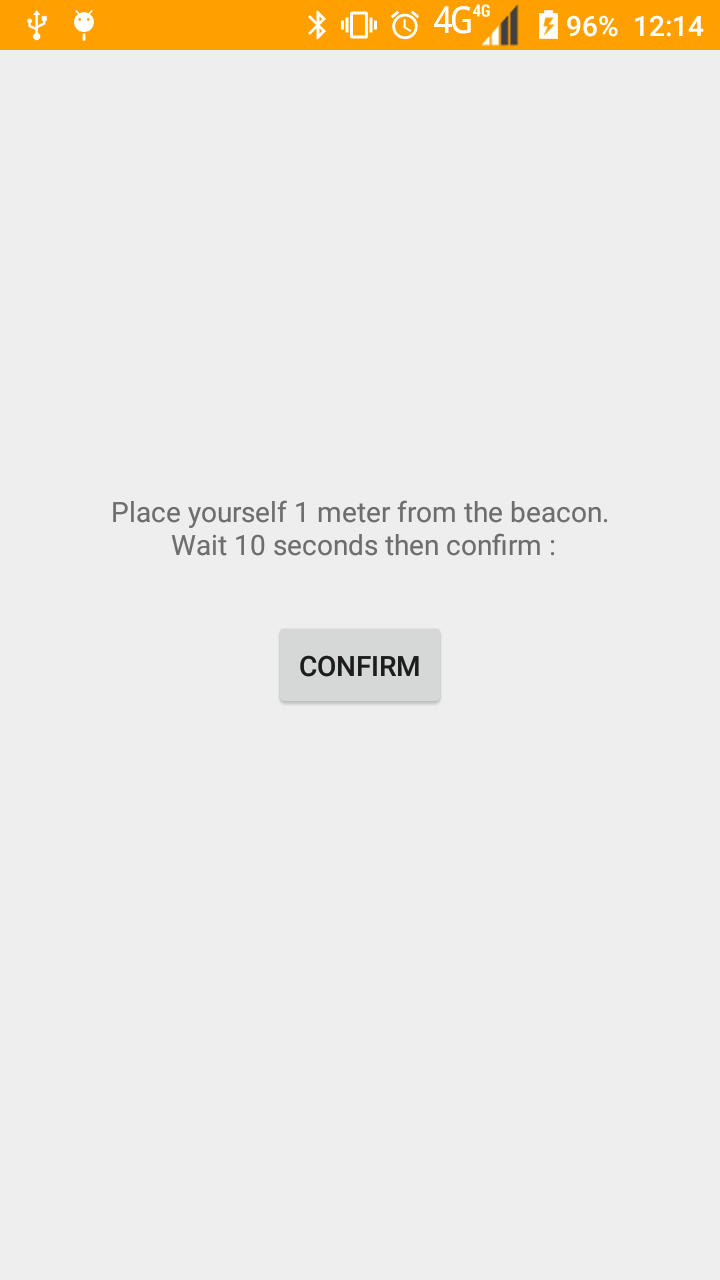 4G 4G 96% 12:14
Place yourself 1 meter from the beacon.
Wait 10 seconds then confirm :
CONFIRM